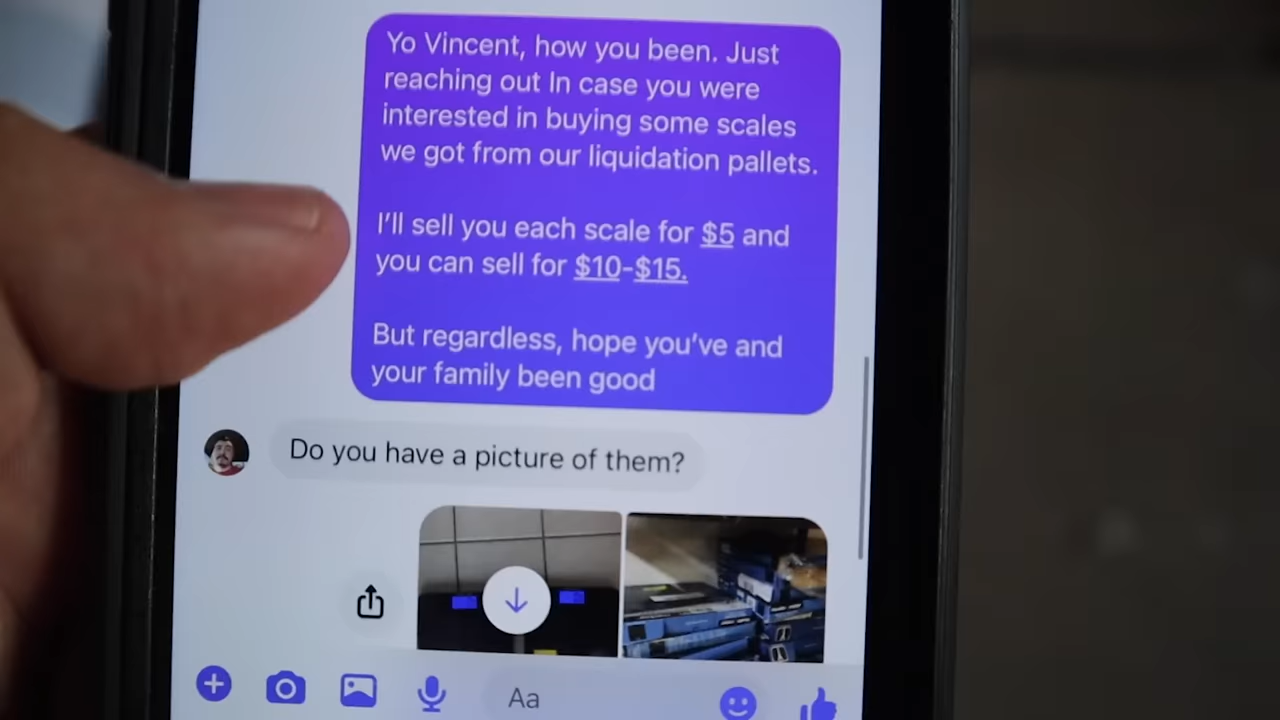 Yo Vincent, how you been. Just
reaching out In case you were
interested in buying some scales
we got from our liquidation pallets.
I'll sell you each scale for $5 and
you can sell for $10-$15.
But regardless, hope you've and
your family been good
Do you have a picture of them?
Aa